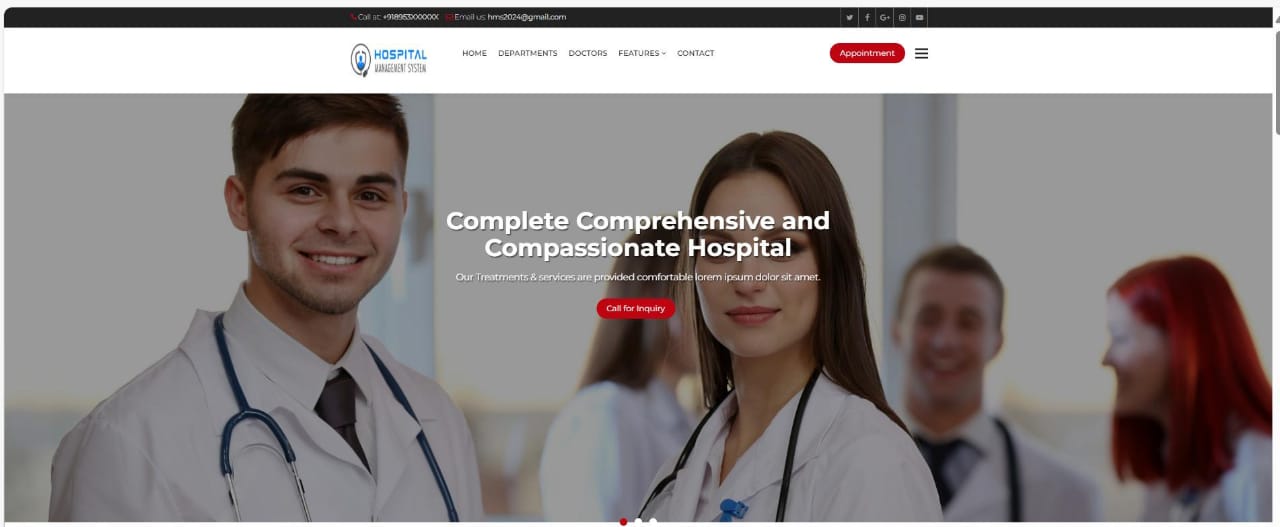 Call at: +918953XXXXXX Email us: hms2024@gmail.com
HOSPITAL
MANAGEMENT SYSTEM
HOME DEPARTMENTS DOCTORS FEATURES CONTACT
Appointment
Complete Comprehensive and
Compassionate Hospital
Our Treatments & services are provided comfortable lorem ipsum dolor sit amet.
Call for Inquiry